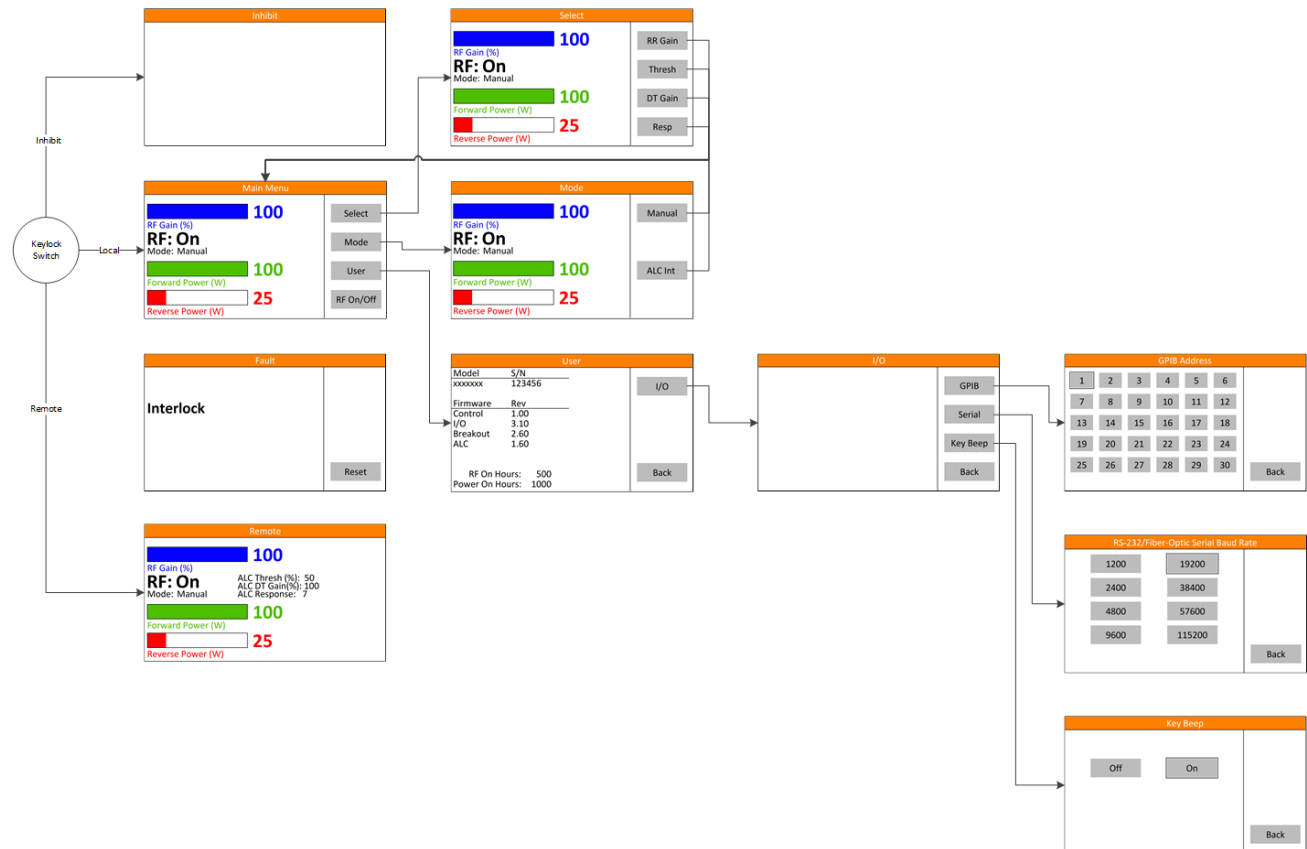 Inhibit
Select
100
RF Gain (%)
RF: On
Mode: Manual
100
Forward Power (W)
25
Reverse Power (W)
RR Gain
Thresh
DT Gain
Resp
Inhibit
Keylock
Switch
Local
Remote
Main Menu
100
RF Gain (%)
RF: On
Mode: Manual
100
Forward Power (W)
25
Reverse Power (W)
Select
Mode
User
RF On/Off
Mode
100
RF Gain (%)
RF: On
Mode: Manual
100
Forward Power (W)
25
Reverse Power (W)
Manual
ALC Int
Fault
Interlock
Reset
User
Model S/N
xxxxxxx 123456
Firmware Rev
Control 1.00
I/O 3.10
Breakout 2.60
ALC 1.60
RF On Hours: 500
Power On Hours: 1000
I/O
Back
I/O
GPIB
Serial
Key Beep
Back
GPIB Address
1 2 3 4 5 6
7 8 9 10 11 12
13 14 15 16 17 18
19 20 21 22 23 24
25 26 27 28 29 30
Back
Remote
100
RF Gain (%)
RF: On
Mode: Manual
ALC Thresh (%): 50
ALC DT Gain(%): 100
ALC Response: 7
100
Forward Power (W)
25
Reverse Power (W)
RS-232/Fiber-Optic Serial Baud Rate
1200 19200
2400 38400
4800 57600
9600 115200
Back
Key Beep
Off On
Back